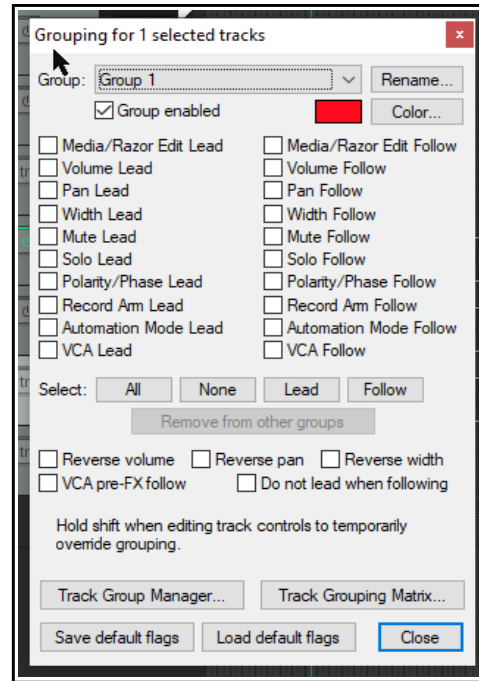 Grouping for 1 selected tracks
x
Group: Group 1 Rename...
Group enabled Color...
Media/Razor Edit Lead Media/Razor Edit Follow
Volume Lead Volume Follow
Pan Lead Pan Follow
Width Lead Width Follow
Mute Lead Mute Follow
Solo Lead Solo Follow
Polarity/Phase Lead Polarity/Phase Follow
Record Arm Lead Record Arm Follow
Automation Mode Lead Automation Mode Follow
VCA Lead VCA Follow
Select: All None Lead Follow
Remove from other groups
Reverse volume Reverse pan Reverse width
VCA pre-FX follow Do not lead when following
Hold shift when editing track controls to temporarily
override grouping.
Track Group Manager... Track Grouping Matrix...
Save default flags Load default flags Close